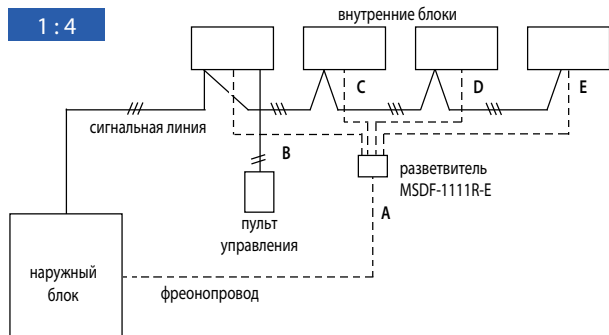 1 : 4
внутренние блоки
C
D
E
сигнальная линия
B
разветвитель
MSDF-1111R-E
A
пульт
управления
наружный
блок
фреонопровод